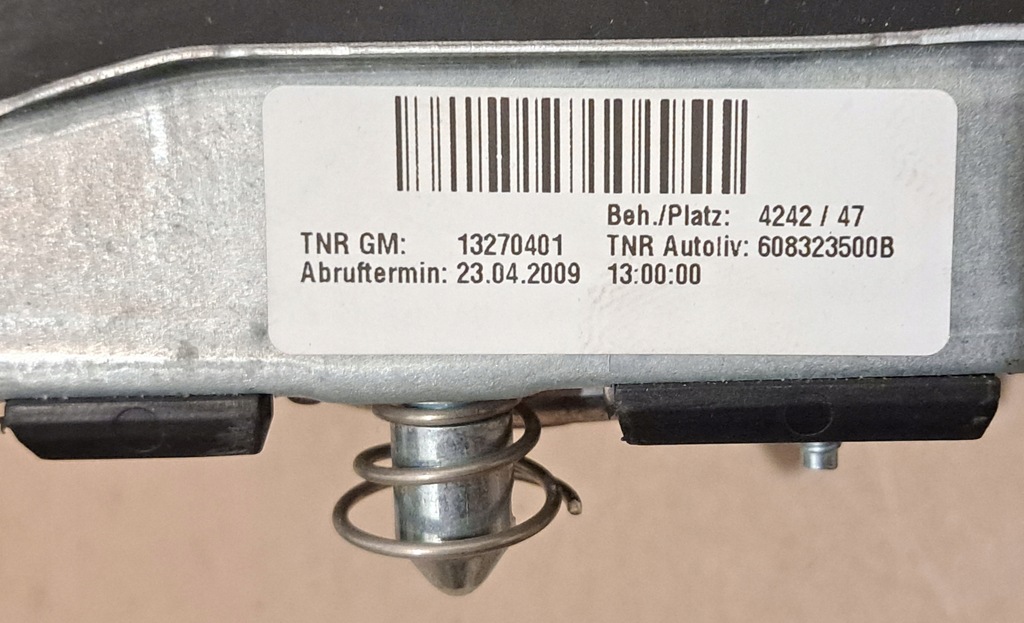 Beh./Platz: 4242 / 47
TNR GM: 13270401 TNR Autoliv: 608323500B
Abruftermin: 23.04.2009 13:00:00